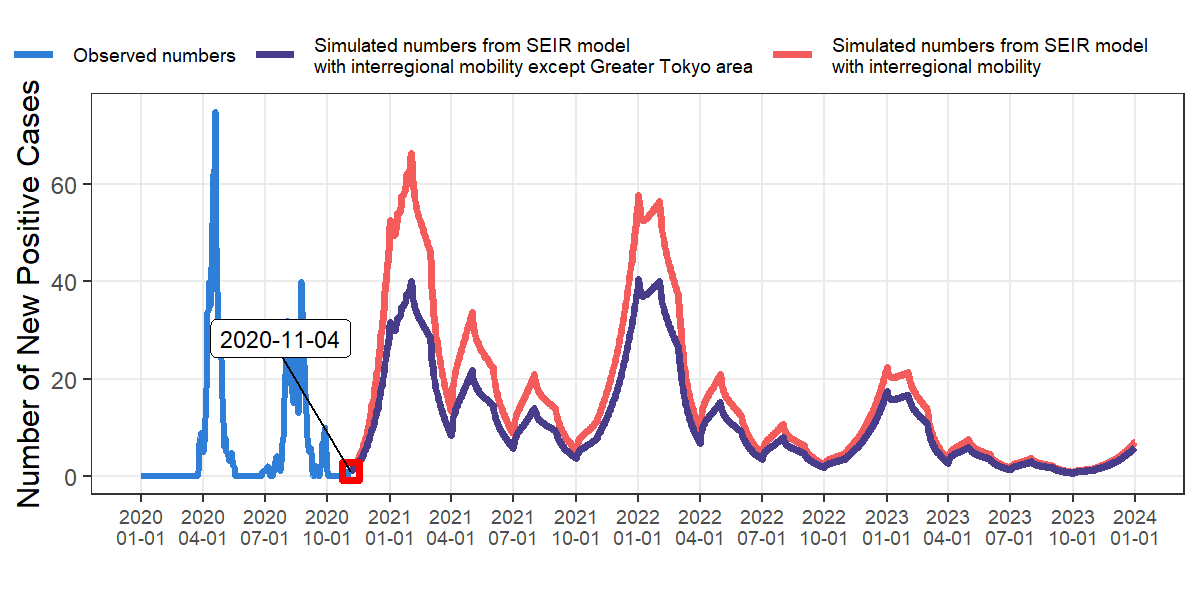 Observed numbers
Simulated numbers from SEIR model
with interregional mobility except Greater Tokyo area
Simulated numbers from SEIR model
with interregional mobility
Number of New Positive Cases
60
40
20
0
2020-11-04
2020 2020 2020 2020 2021 2021 2021 2021 2022 2022 2022 2022 2023 2023 2023 2023 2024
01-01 04-01 07-01 10-01 01-01 04-01 07-01 10-01 01-01 04-01 07-01 10-01 01-01 04-01 07-01 10-01 01-01